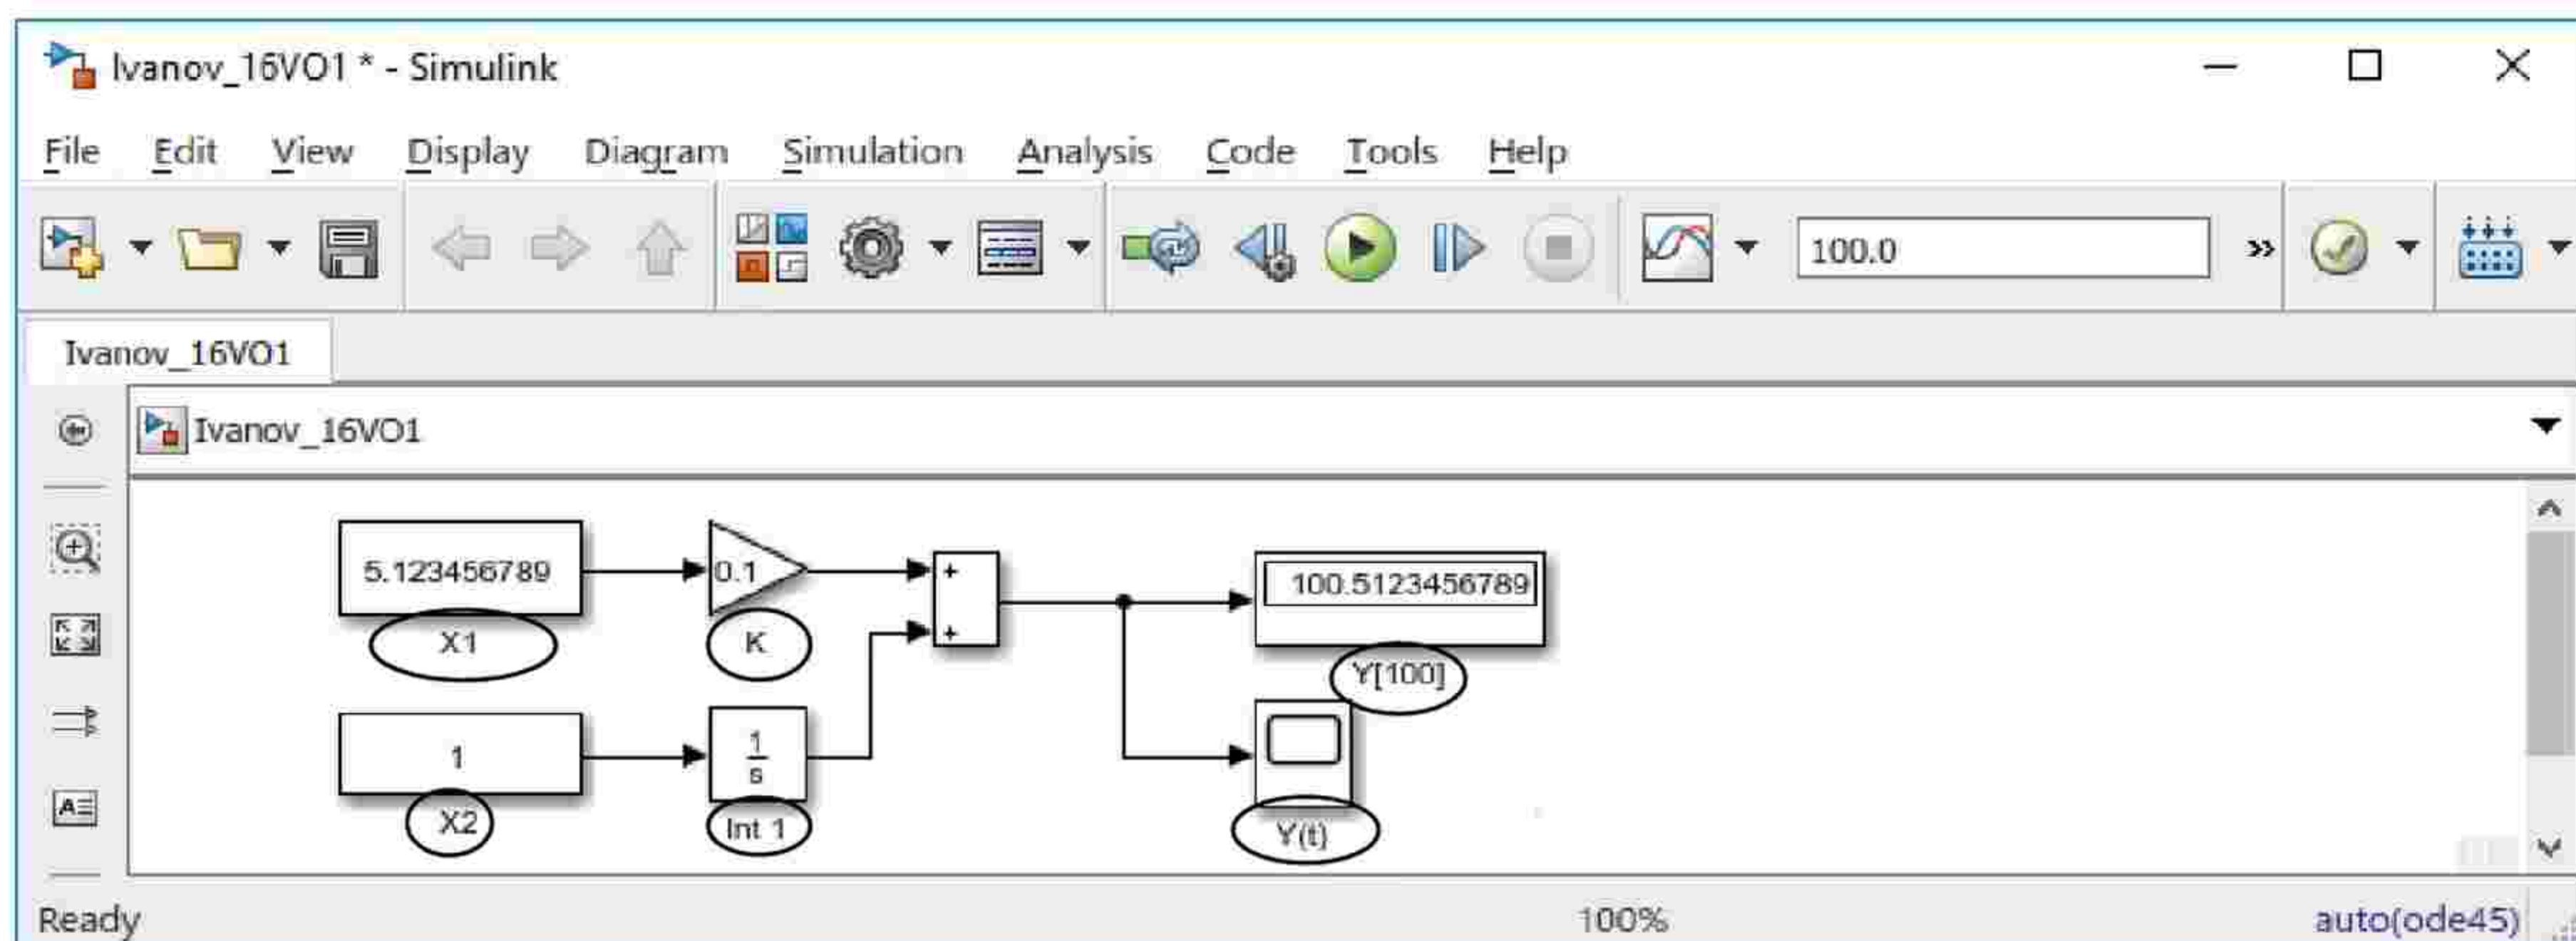 Ivanov_16VO1 * - Simulink
File Edit View Display Diagram Simulation Analysis Code Tools Help
100.0
Ivanov_16VO1
Ivanov_16VO1
5.123456789 0.1 + 100.5123456789
X1 K + Y[100]
1 1/s
X2 Int 1 Y(t)
Ready 100% auto(ode45)